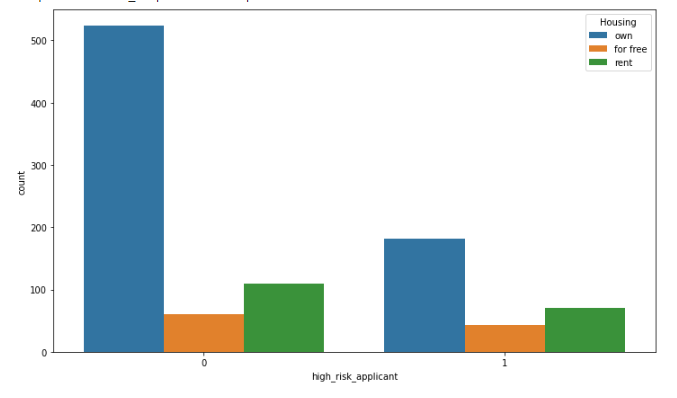 Housing
own
for free
rent
500
400
300
200
100
0
count
0
1
high_risk_applicant